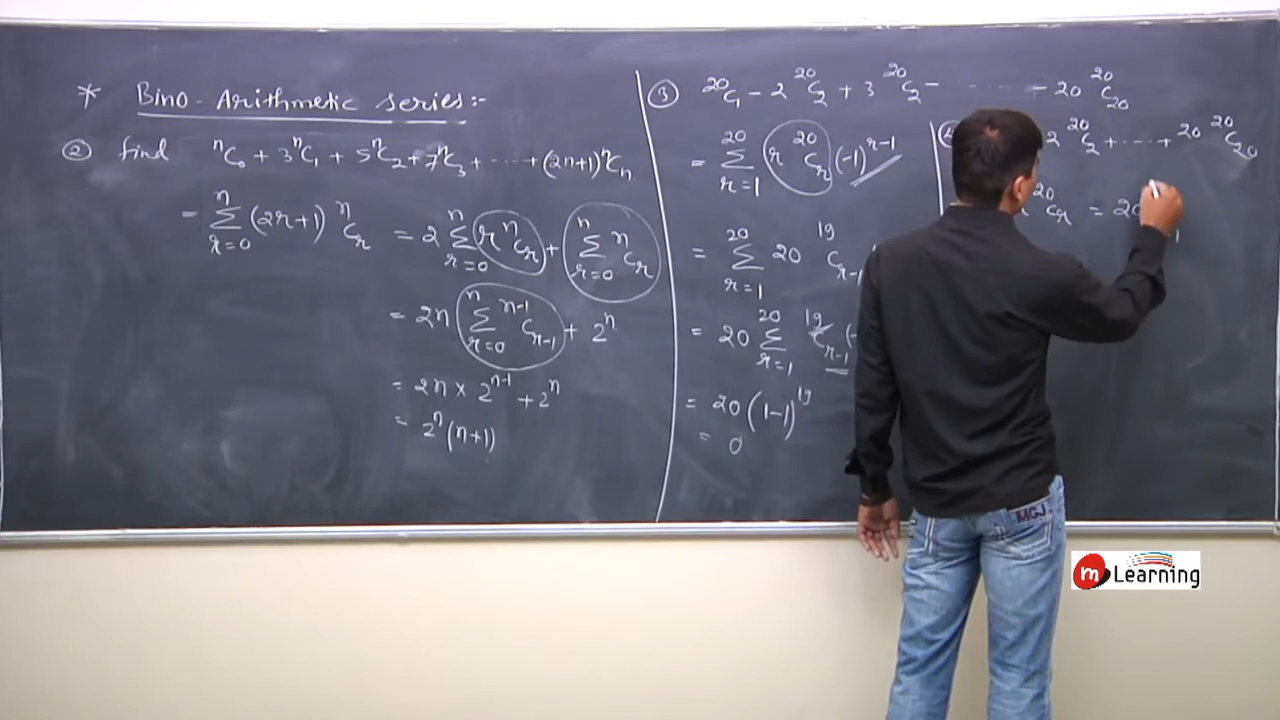 * Bino-Arithmetic series:-
② find ⁿC₀ + 3ⁿC₁ + 5ⁿC₂ + 7ⁿC₃ + ⋯ + (2n+1)ⁿCₙ
= Σ_{r=0}^{n} (2r+1) ⁿCᵣ = 2 Σ_{r=0}^{n} r ⁿCᵣ + Σ_{r=0}^{n} ⁿCᵣ
= 2n Σ_{r=0}^{n} ⁿ⁻¹Cᵣ₋₁ + 2ⁿ
= 2n × 2ⁿ⁻¹ + 2ⁿ
= 2ⁿ(n+1)
③ ²⁰C₁ − 2 ²⁰C₂ + 3 ²⁰C₂ − ⋯⋯ − 20 ²⁰C₂₀
= Σ_{r=1}^{20} r ²⁰Cᵣ (−1)^{r−1}
= Σ_{r=1}^{20} 20 ¹⁹Cᵣ₋₁
= 20 Σ_{r=1}^{20} ¹⁹Cᵣ₋₁ (−
= 20 (1−1)¹⁹
= 0
2 ²⁰C₂ + ⋯ + 20 ²⁰C₂₀
²⁰Cᵣ = 20
MGJ
m Learning